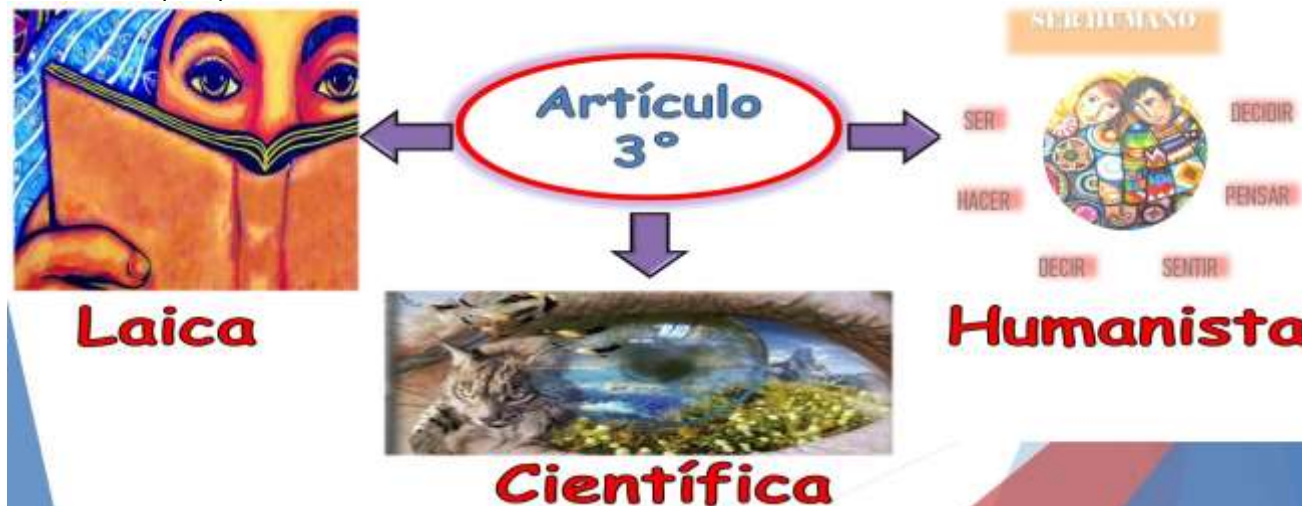 SER HUMANO
Artículo
3°
SER
DECIDIR
HACER
PENSAR
DECIR
SENTIR
Laica
Humanista
Científica